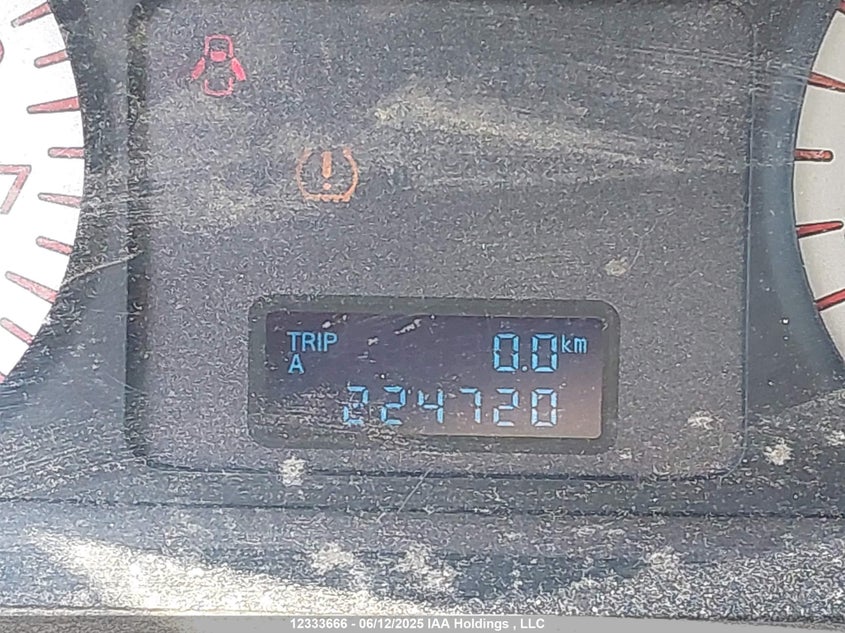 TRIP 0.0 km
A
224720
12333666 - 06/12/2025 IAA Holdings , LLC